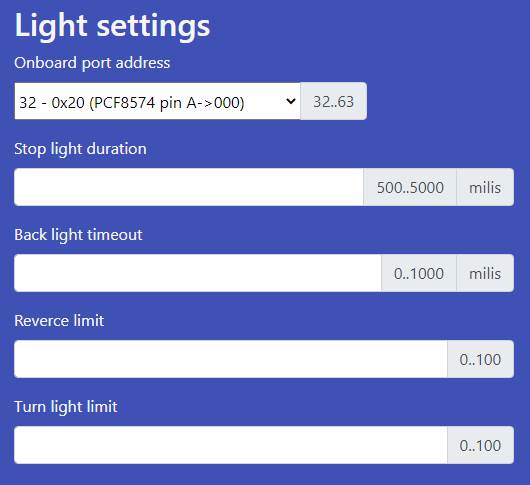 Light settings
Onboard port address
32 - 0x20 (PCF8574 pin A->000) 32..63
Stop light duration
500..5000 milis
Back light timeout
0..1000 milis
Reverce limit
0..100
Turn light limit
0..100